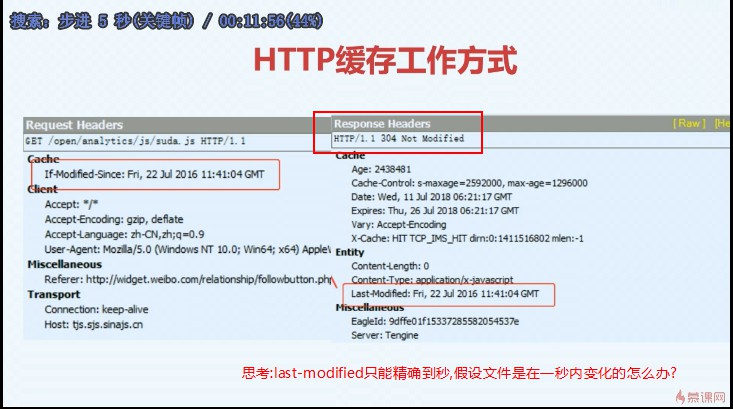 搜索: 步进 5 秒(关键帧) / 00:11:56(44%)
HTTP缓存工作方式
Request Headers
GET /open/analytics/js/suda.js HTTP/1.1
Cache
If-Modified-Since: Fri, 22 Jul 2016 11:41:04 GMT
Client
Accept: */*
Accept-Encoding: gzip, deflate
Accept-Language: zh-CN,zh;q=0.9
User-Agent: Mozilla/5.0 (Windows NT 10.0; Win64; x64) Apple
Miscellaneous
Referer: http://widget.weibo.com/relationship/followbutton.php
Transport
Connection: keep-alive
Host: tjs.sjs.sinajs.cn
Response Headers
[ Raw ] [He
HTTP/1.1 304 Not Modified
Cache
Age: 2438481
Cache-Control: s-maxage=2592000, max-age=1296000
Date: Wed, 11 Jul 2018 06:21:17 GMT
Expires: Thu, 26 Jul 2018 06:21:17 GMT
Vary: Accept-Encoding
X-Cache: HIT TCP_IMS_HIT dirn:0:1411516802 mlen:-1
Entity
Content-Length: 0
Content-Type: application/x-javascript
Last-Modified: Fri, 22 Jul 2016 11:41:04 GMT
Miscellaneous
EagleId: 9dffe01f15337285582054537e
Server: Tengine
思考:last-modified只能精确到秒,假设文件是在一秒内变化的怎么办?
慕课网